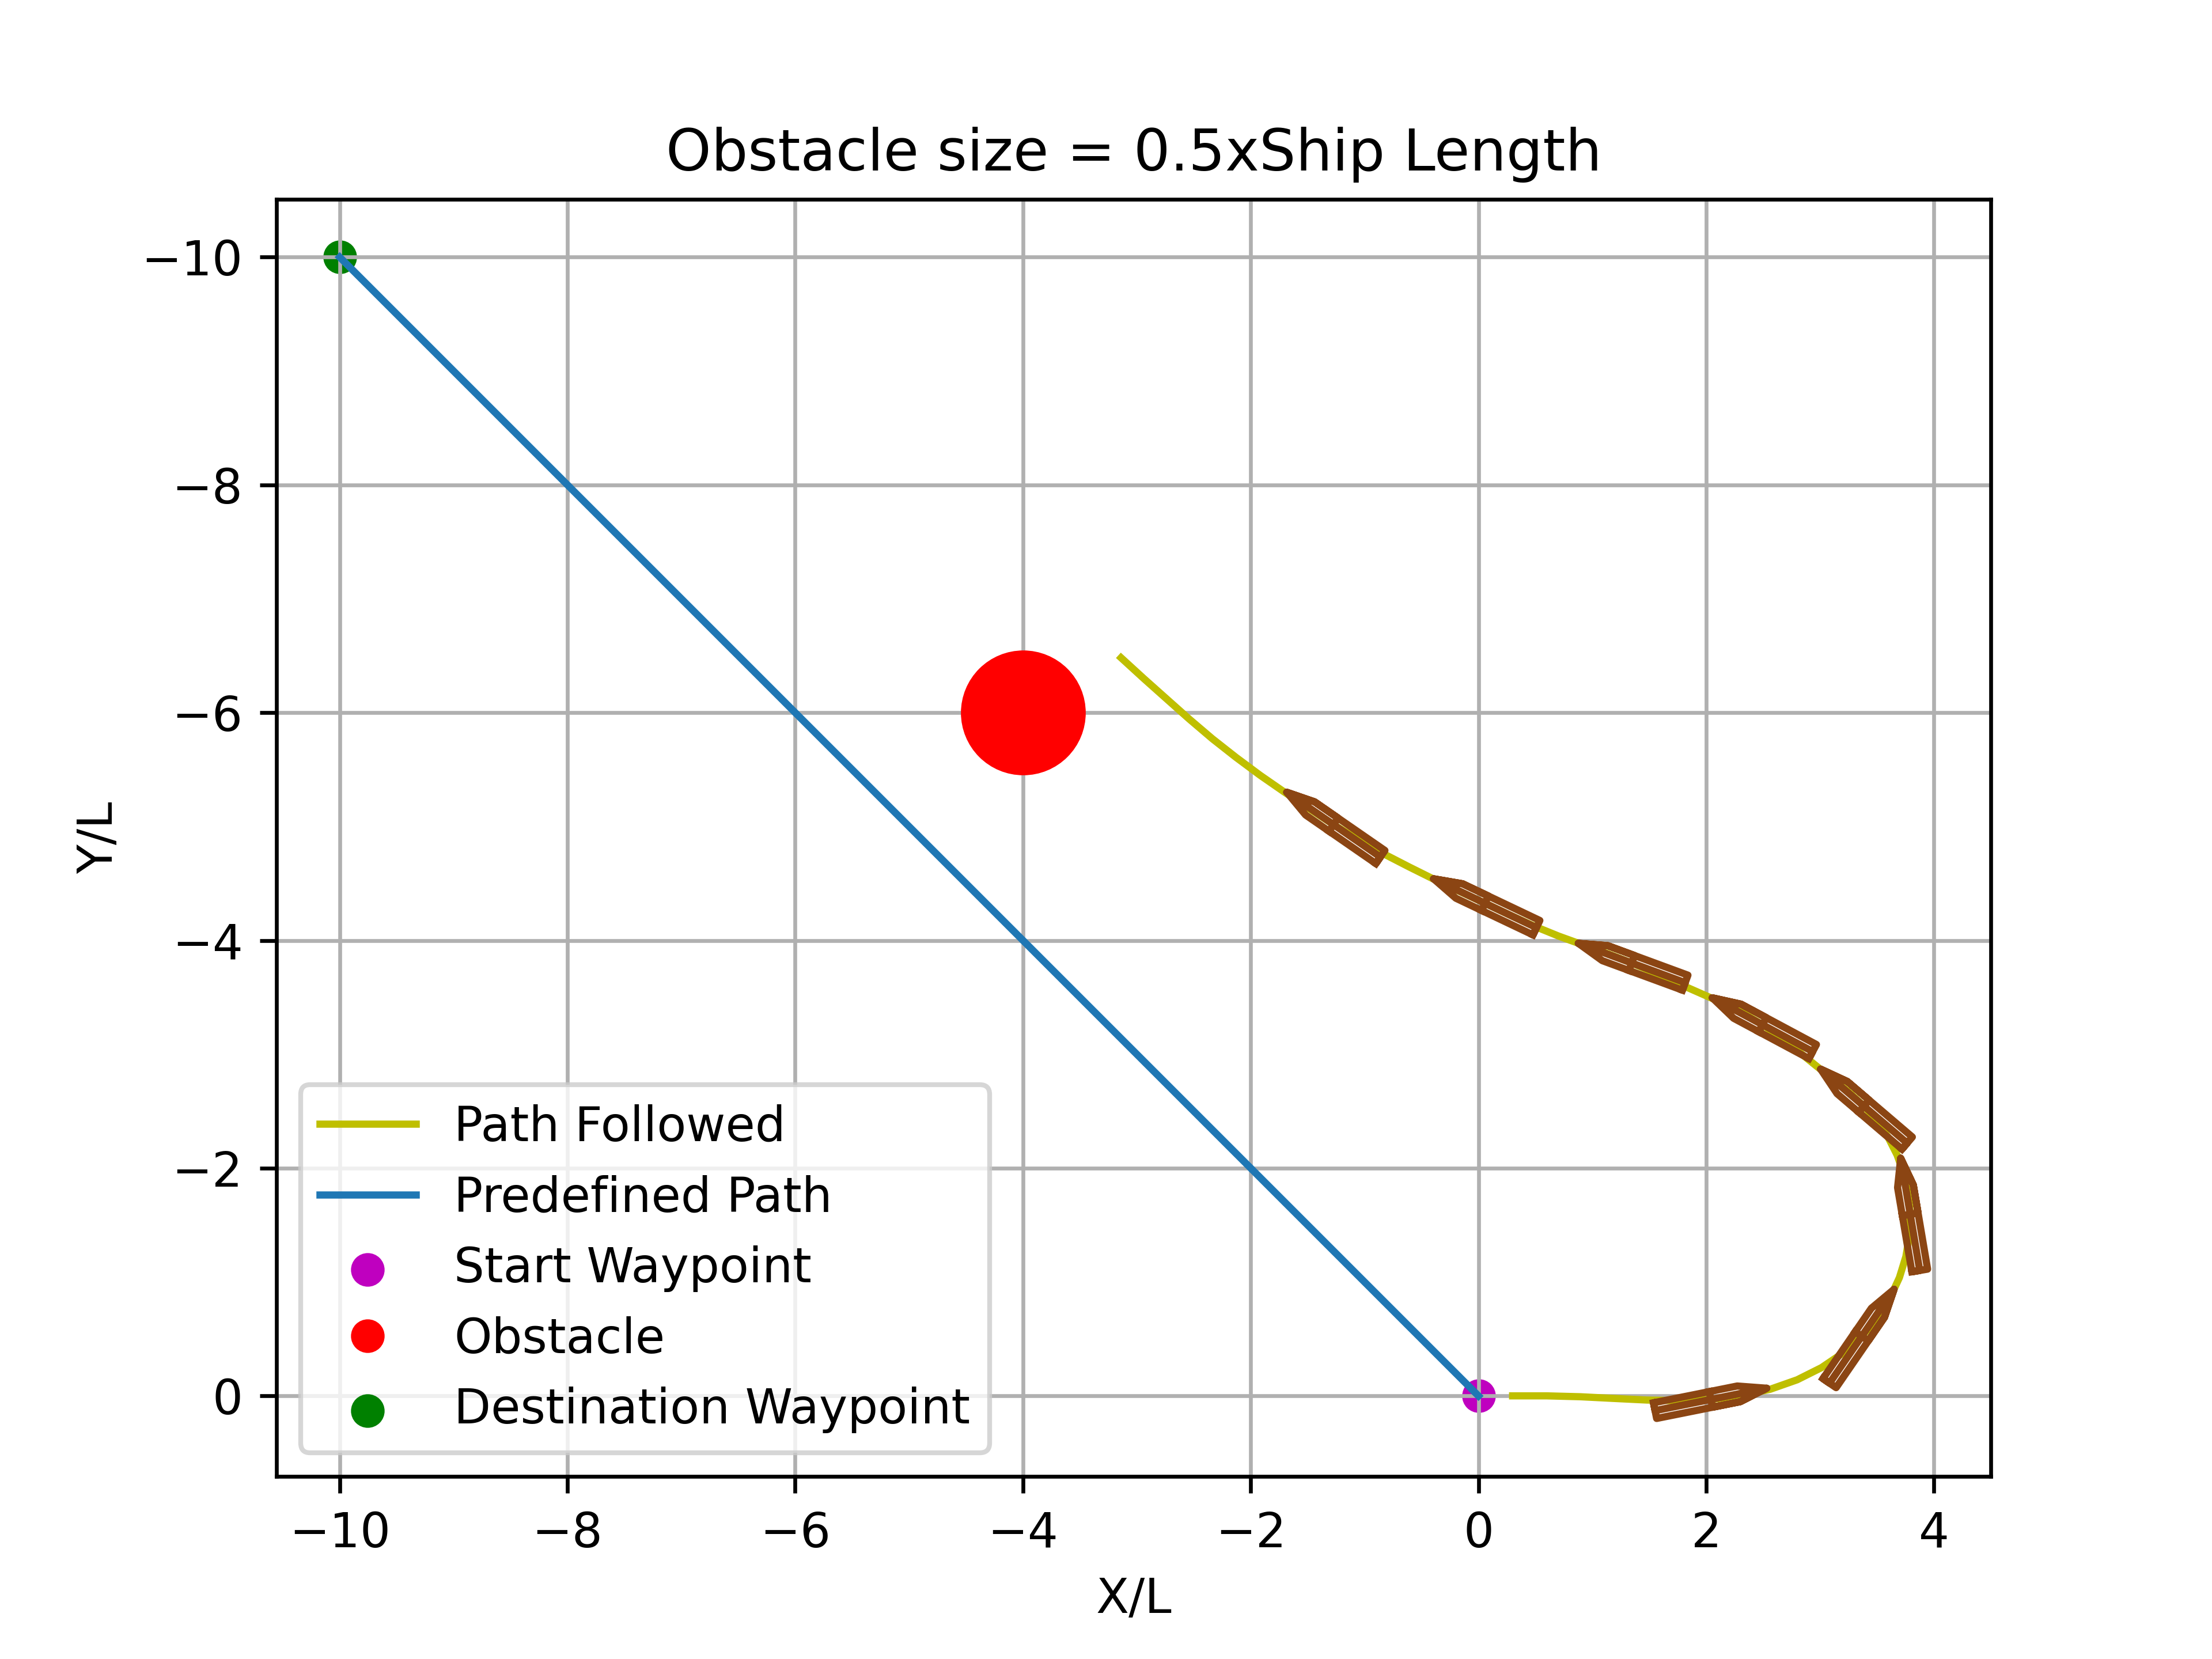 Obstacle size = 0.5xShip Length
−10
−8
−6
−4
−2
0
Y/L
Path Followed
Predefined Path
Start Waypoint
Obstacle
Destination Waypoint
−10 −8 −6 −4 −2 0 2 4
X/L